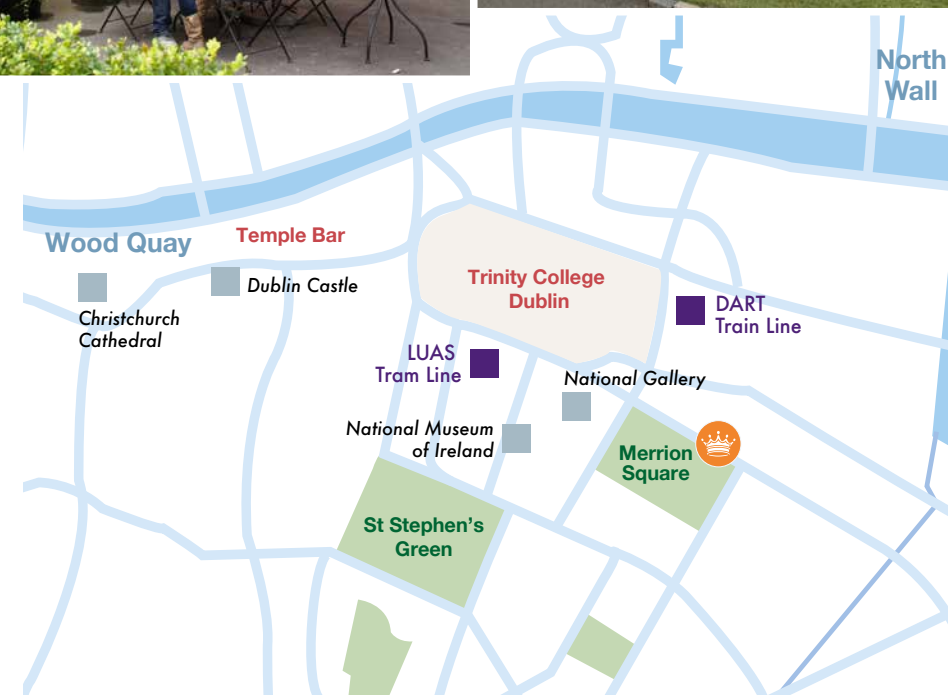 North
Wall
Wood Quay
Temple Bar
Dublin Castle
Christchurch
Cathedral
Trinity College
Dublin
DART
Train Line
LUAS
Tram Line
National Gallery
National Museum
of Ireland
Merrion
Square
St Stephen's
Green